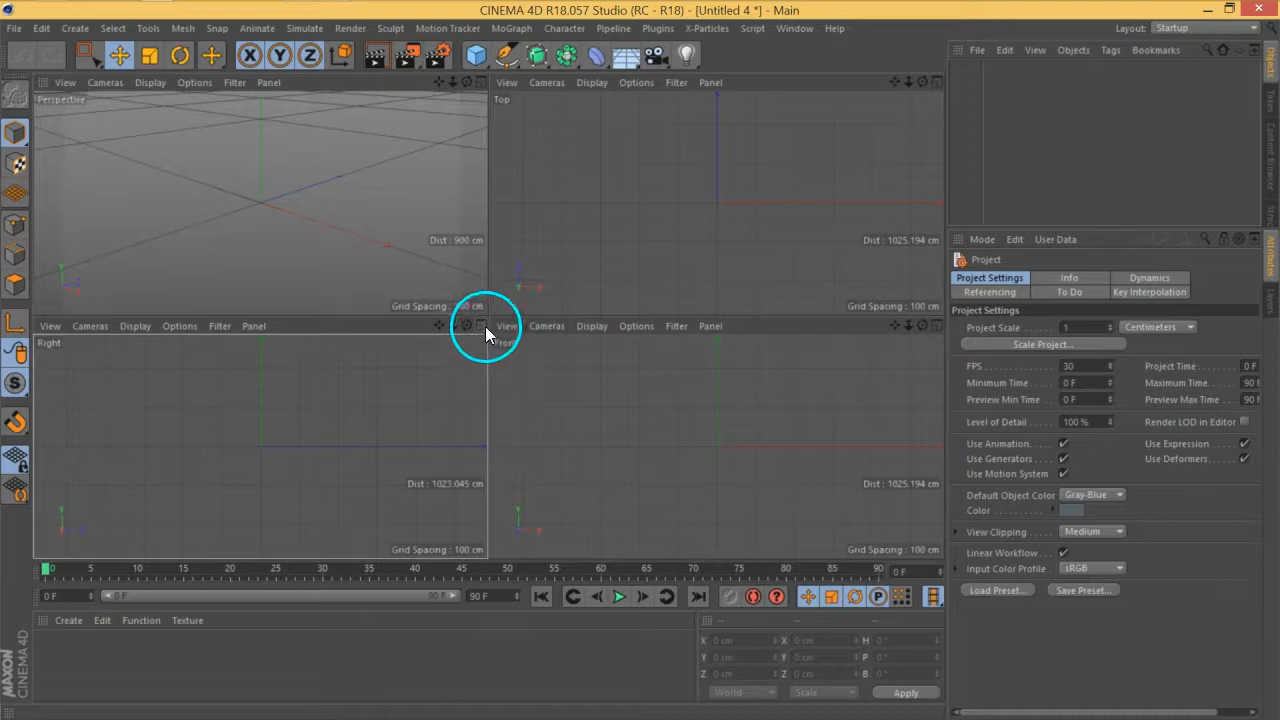 CINEMA 4D R18.057 Studio (RC - R18) - [Untitled 4 *] - Main
File Edit Create Select Tools Mesh Snap Animate Simulate Render Sculpt Motion Tracker MoGraph Character Pipeline Plugins X-Particles Script Window Help Layout: Startup
X Y Z
File Edit View Objects Tags Bookmarks
View Cameras Display Options Filter Panel
View Cameras Display Options Filter Panel
Perspective
Top
Dist : 900 cm
Dist : 1025.194 cm
Grid Spacing : 100 cm
Grid Spacing : 100 cm
View Cameras Display Options Filter Panel
View Cameras Display Options Filter Panel
Right
Front
Dist : 1023.045 cm
Dist : 1025.194 cm
Grid Spacing : 100 cm
Grid Spacing : 100 cm
Objects
Takes
Content Browser
Struc
Attributes
Layers
Mode Edit User Data
Project
Project Settings Info Dynamics
Referencing To Do Key Interpolation
Project Settings
Project Scale 1 Centimeters
Scale Project...
FPS 30 Project Time 0 F
Minimum Time 0 F Maximum Time 90 F
Preview Min Time 0 F Preview Max Time 90 F
Level of Detail 100 % Render LOD in Editor
Use Animation Use Expression
Use Generators Use Deformers
Use Motion System
Default Object Color Gray-Blue
Color
View Clipping Medium
Linear Workflow
Input Color Profile sRGB
Load Preset... Save Preset...
0 5 10 15 20 25 30 35 40 45 50 55 60 65 70 75 80 85 90 0 F
0 F 0 F 90 F 90 F
P
Create Edit Function Texture
-- -- --
X 0 cm X 0 cm H 0 °
Y 0 cm Y 0 cm P 0 °
Z 0 cm Z 0 cm B 0 °
World Scale Apply
MAXON
CINEMA 4D